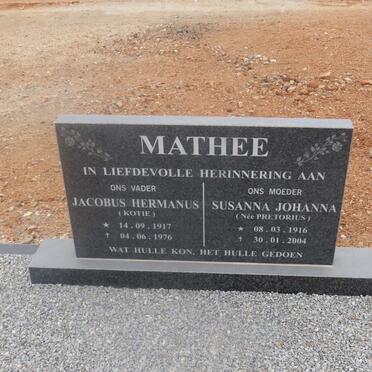 MATHEE
IN LIEFDEVOLLE HERINNERING AAN
ONS VADER
JACOBUS HERMANUS
(KOTIE)
* 14.09.1917
† 04.06.1976
ONS MOEDER
SUSANNA JOHANNA
(Née PRETORIUS)
* 08.03.1916
† 30.01.2004
WAT HULLE KON, HET HULLE GEDOEN